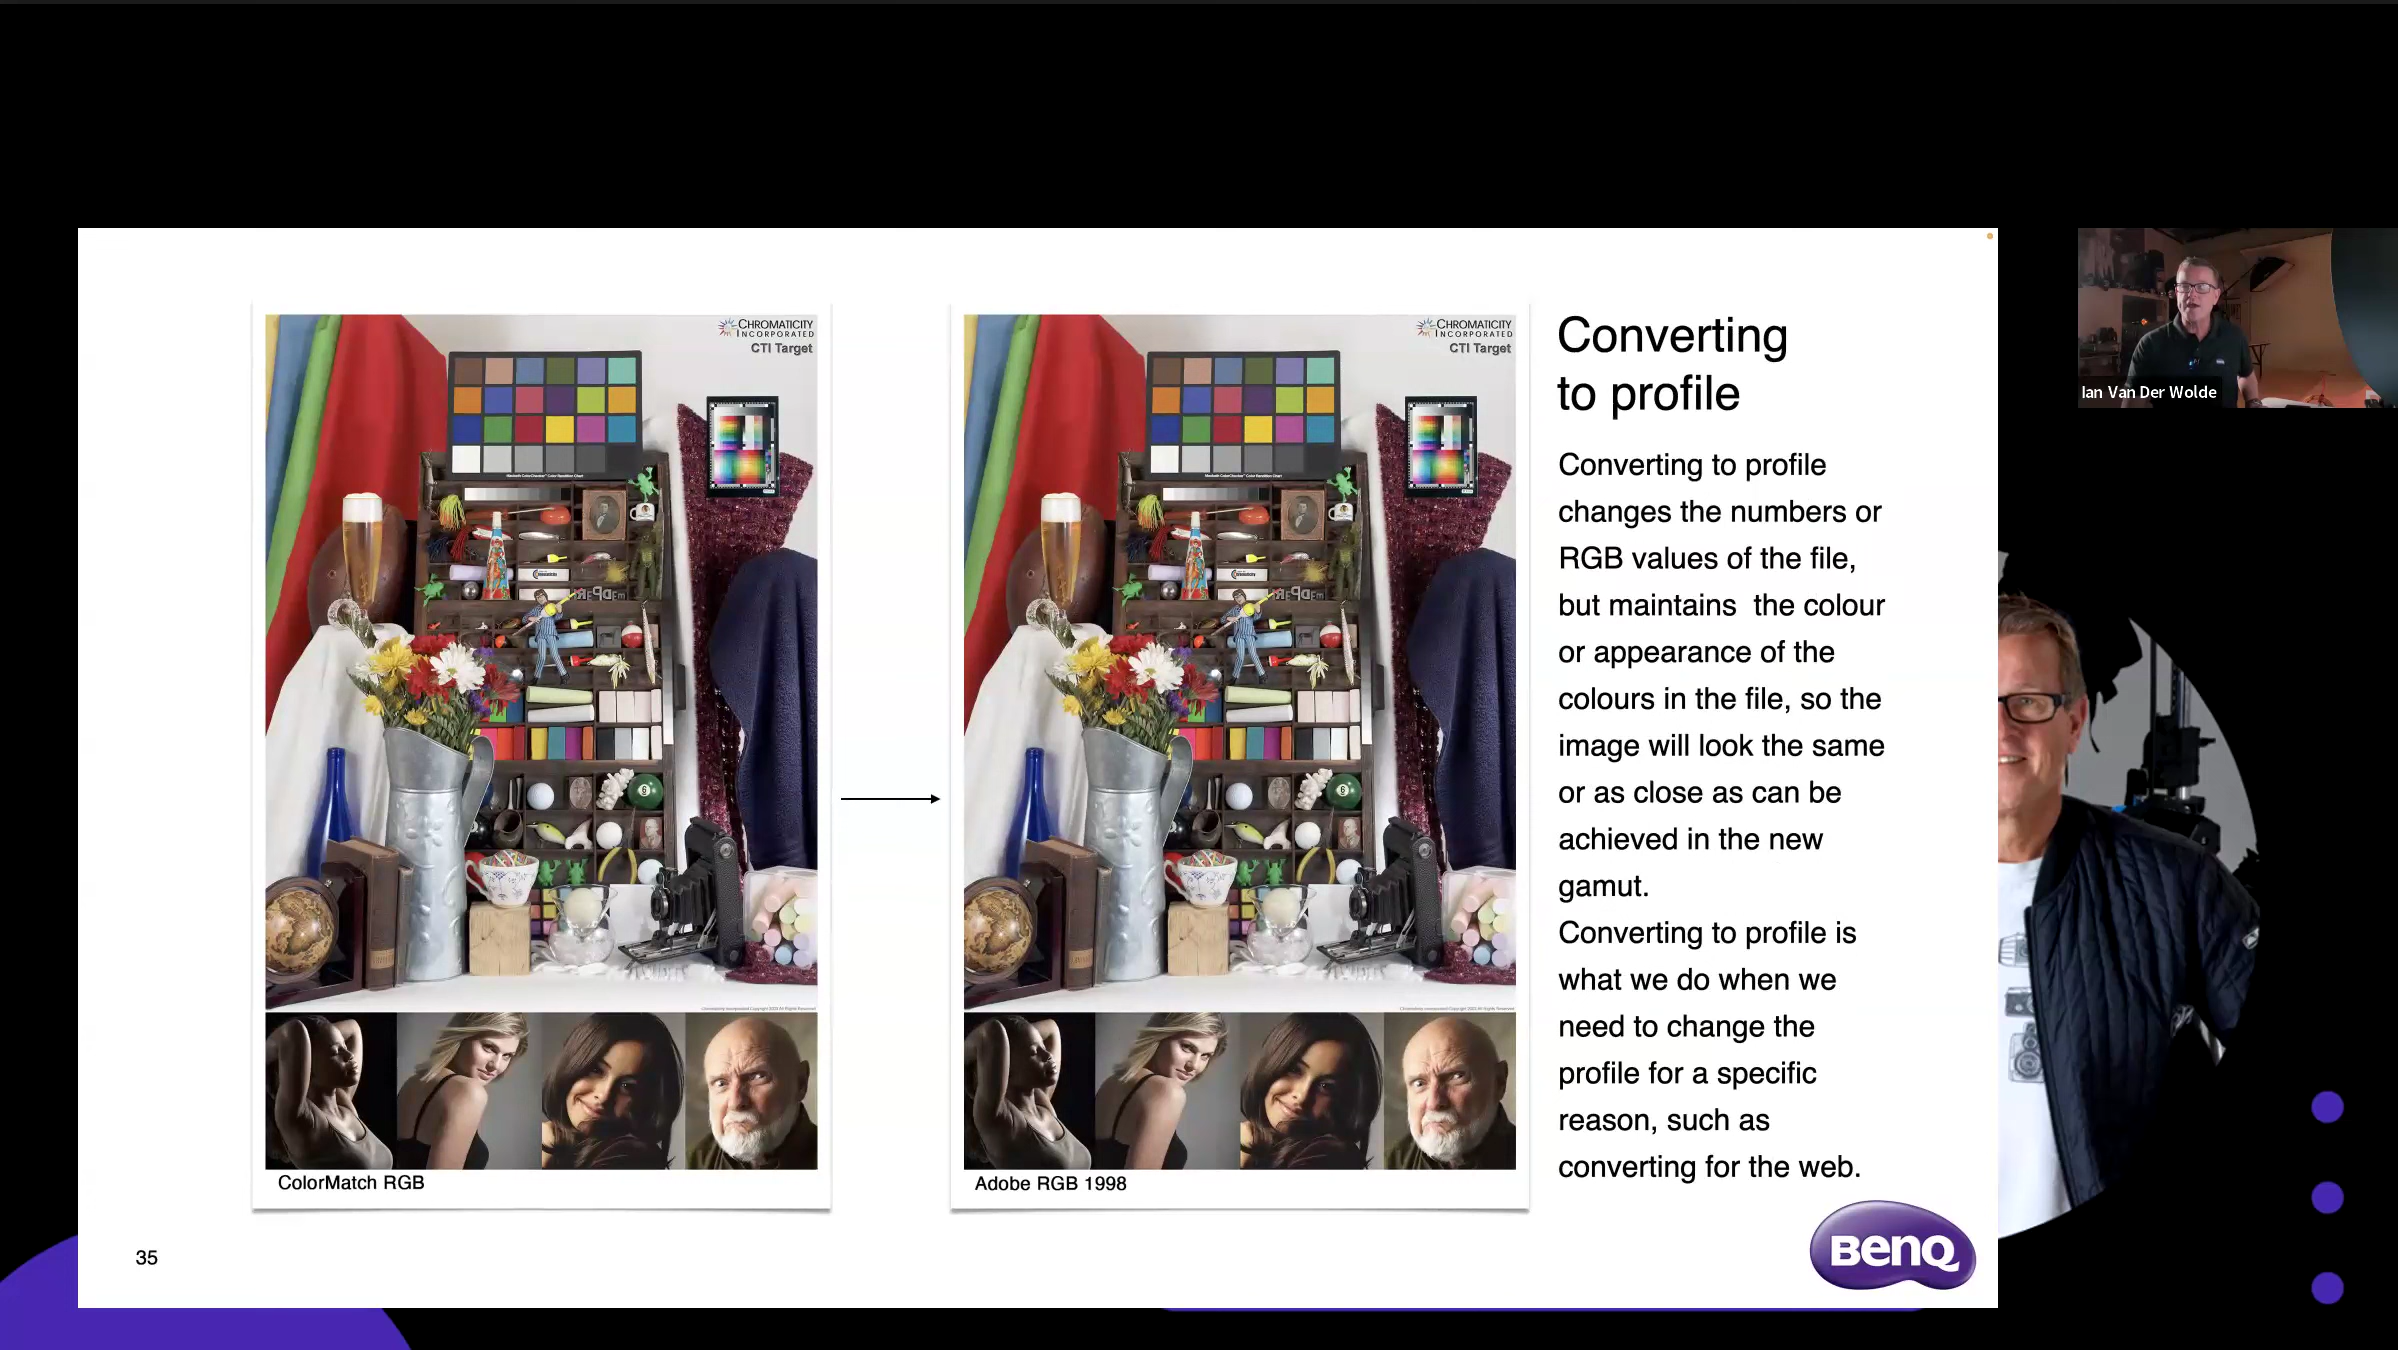 CHROMATICITY
INCORPORATED
CTI Target
CHROMATICITY
INCORPORATED
CTI Target
Converting
to profile
Converting to profile
changes the numbers or
RGB values of the file,
but maintains  the colour
or appearance of the
colours in the file, so the
image will look the same
or as close as can be
achieved in the new
gamut.
Converting to profile is
what we do when we
need to change the
profile for a specific
reason, such as
converting for the web.
ColorMatch RGB
Adobe RGB 1998
35
BenQ
Ian Van Der Wolde